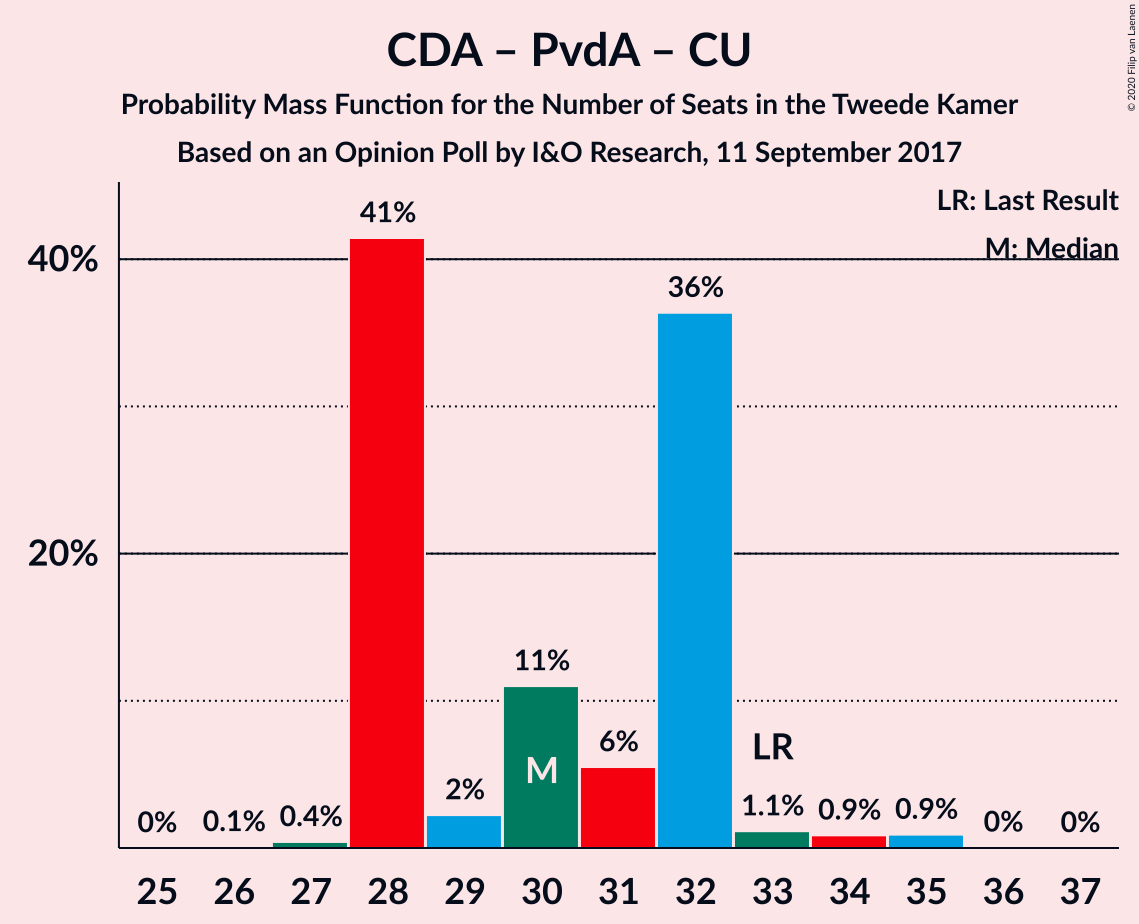 CDA – PvdA – CU
Probability Mass Function for the Number of Seats in the Tweede Kamer
Based on an Opinion Poll by I&O Research, 11 September 2017
© 2020 Filip van Laenen
LR: Last Result
M: Median
40%
20%
41%
36%
11%
M
6%
LR
2%
0%
0.1%
0.4%
1.1%
0.9%
0.9%
0%
0%
25 26 27 28 29 30 31 32 33 34 35 36 37